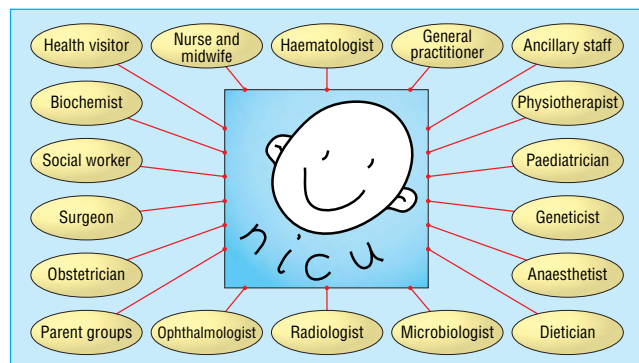 Health visitor
Nurse and
midwife
Haematologist
General
practitioner
Ancillary staff
Biochemist
Physiotherapist
Social worker
Paediatrician
Surgeon
Geneticist
nicu
Obstetrician
Anaesthetist
Parent groups
Ophthalmologist
Radiologist
Microbiologist
Dietician